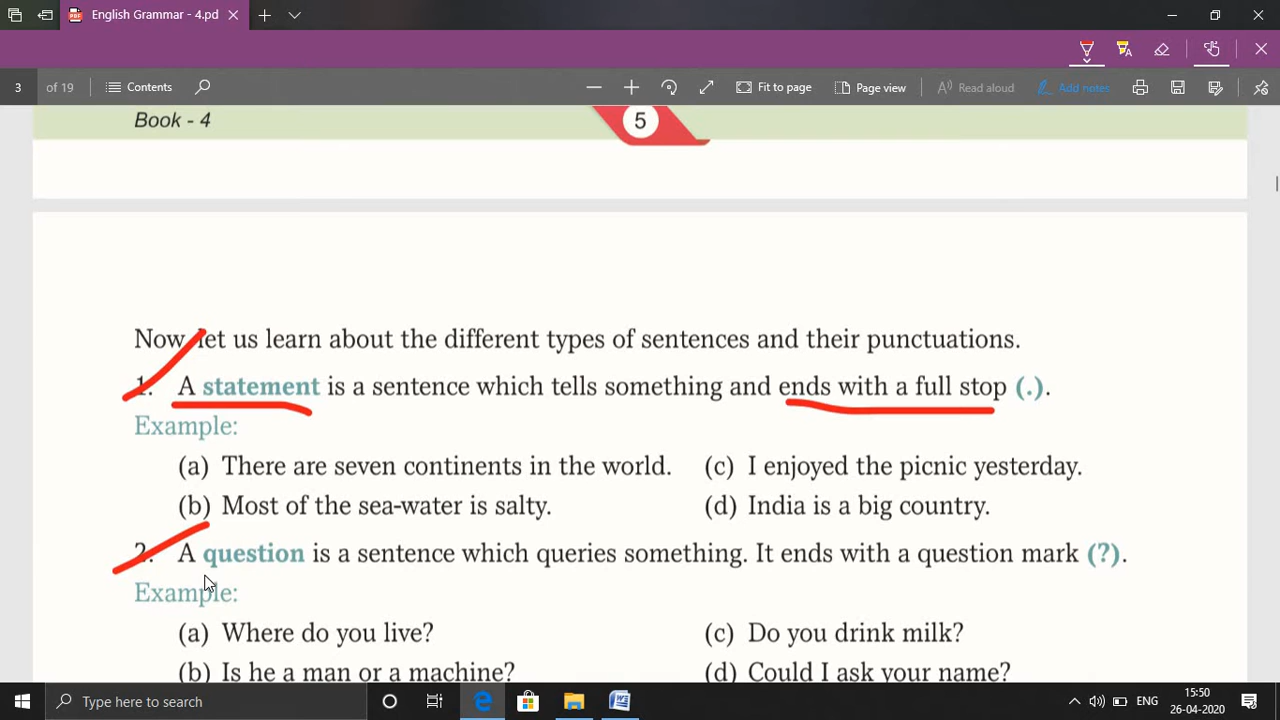 English Grammar - 4.pd
3 of 19 Contents Fit to page Page view Read aloud Add notes
Book - 4
5
Now let us learn about the different types of sentences and their punctuations.
1. A statement is a sentence which tells something and ends with a full stop (.).
Example:
(a) There are seven continents in the world. (c) I enjoyed the picnic yesterday.
(b) Most of the sea-water is salty. (d) India is a big country.
2. A question is a sentence which queries something. It ends with a question mark (?).
Example:
(a) Where do you live? (c) Do you drink milk?
(b) Is he a man or a machine? (d) Could I ask your name?
Type here to search
ENG
15:50
26-04-2020